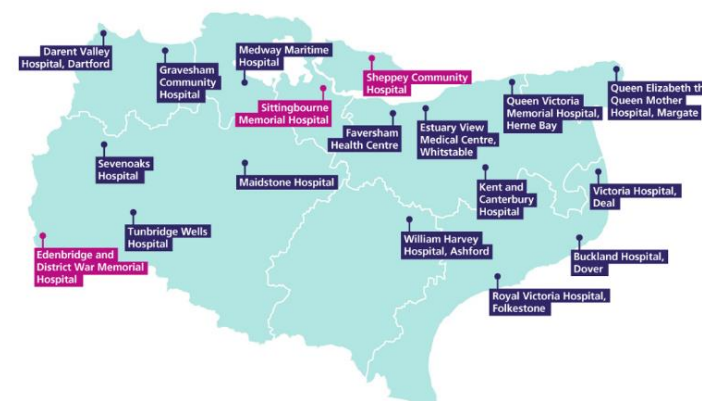 Darent Valley
Hospital, Dartford
Gravesham
Community
Hospital
Medway Maritime
Hospital
Sittingbourne
Memorial Hospital
Sheppey Community
Hospital
Faversham
Health Centre
Estuary View
Medical Centre,
Whitstable
Queen Victoria
Memorial Hospital,
Herne Bay
Queen Elizabeth th
Queen Mother
Hospital, Margate
Sevenoaks
Hospital
Maidstone Hospital
Kent and
Canterbury
Hospital
Victoria Hospital,
Deal
Tunbridge Wells
Hospital
Edenbridge and
District War Memorial
Hospital
William Harvey
Hospital, Ashford
Buckland Hospital,
Dover
Royal Victoria Hospital,
Folkestone